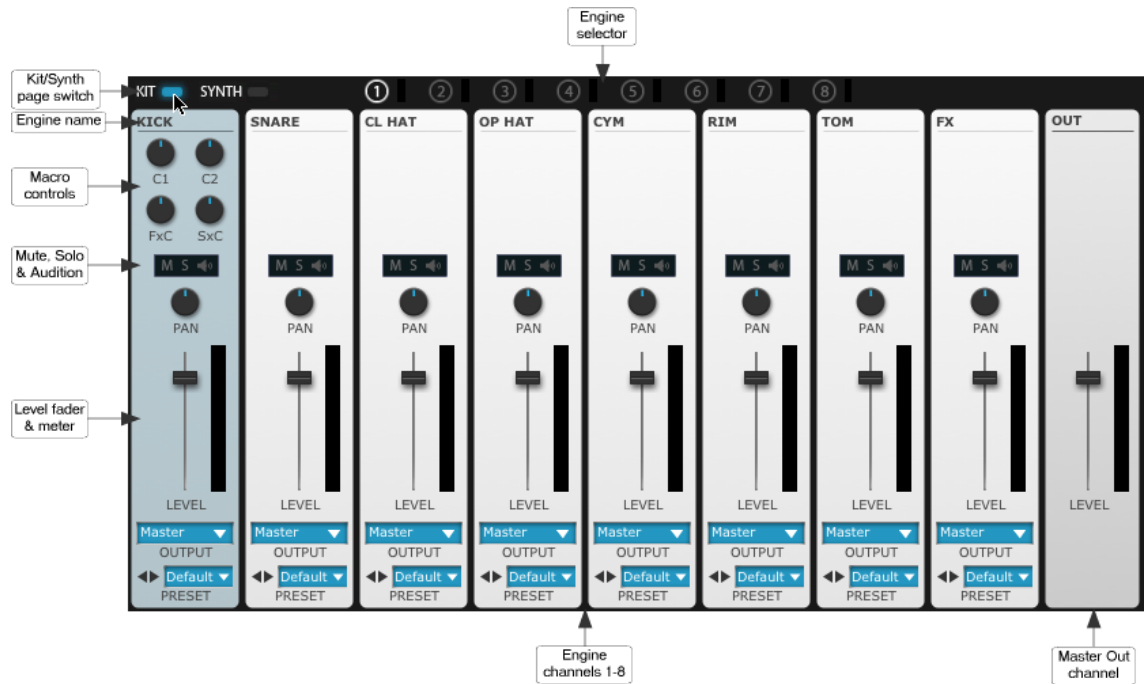 Engine
selector
Kit/Synth
page switch
KIT SYNTH 1 2 3 4 5 6 7 8
Engine name
KICK SNARE CL HAT OP HAT CYM RIM TOM FX OUT
Macro
controls
C1 C2
FxC SxC
Mute, Solo
& Audition
M S M S M S M S M S M S M S M S
PAN PAN PAN PAN PAN PAN PAN PAN
Level fader
& meter
LEVEL LEVEL LEVEL LEVEL LEVEL LEVEL LEVEL LEVEL LEVEL
Master Master Master Master Master Master Master Master
OUTPUT OUTPUT OUTPUT OUTPUT OUTPUT OUTPUT OUTPUT OUTPUT
Default Default Default Default Default Default Default Default
PRESET PRESET PRESET PRESET PRESET PRESET PRESET PRESET
Engine
channels 1-8
Master Out
channel